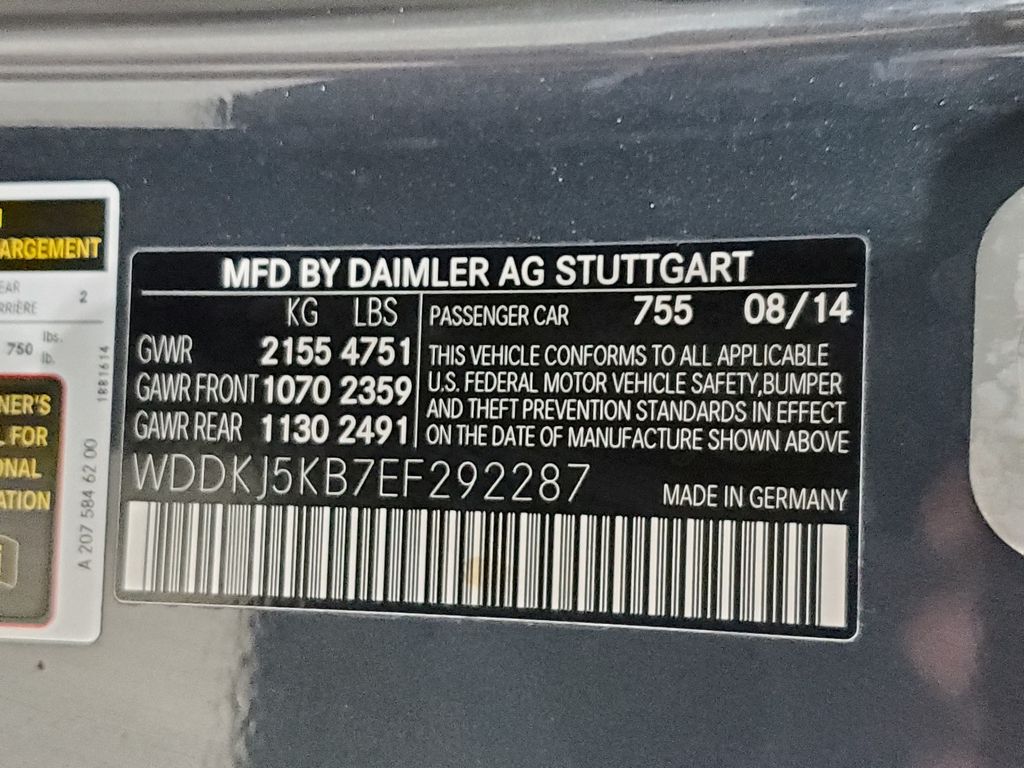 ARGEMENT
2
750 lbs.
lb.
1881614
A 207 584 62 00
NER'S
FOR
ONAL
ATION
MFD BY DAIMLER AG STUTTGART
KG LBS
PASSENGER CAR 755 08/14
GVWR 2155 4751
GAWR FRONT 1070 2359
GAWR REAR 1130 2491
THIS VEHICLE CONFORMS TO ALL APPLICABLE
U.S. FEDERAL MOTOR VEHICLE SAFETY,BUMPER
AND THEFT PREVENTION STANDARDS IN EFFECT
ON THE DATE OF MANUFACTURE SHOWN ABOVE
WDDKJ5KB7EF292287
MADE IN GERMANY